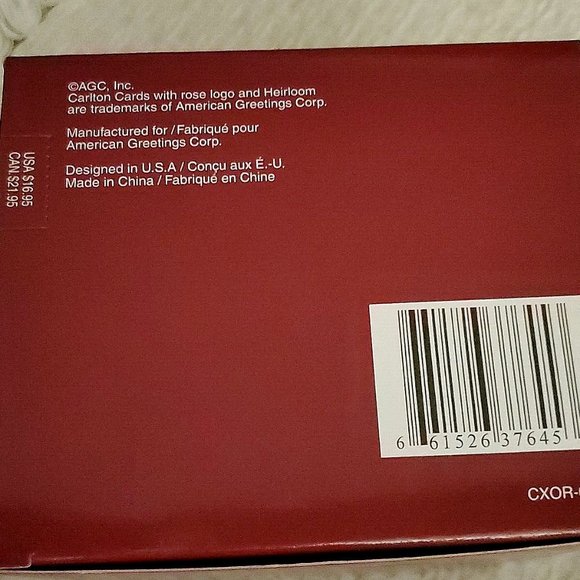 ©AGC, Inc.
Carlton Cards with rose logo and Heirloom
are trademarks of American Greetings Corp.
Manufactured for / Fabriqué pour
American Greetings Corp.
Designed in U.S.A / Conçu aux É.-U.
Made in China / Fabriqué en Chine
USA $16.95
CAN $21.95
6 61526 37645
CXOR-